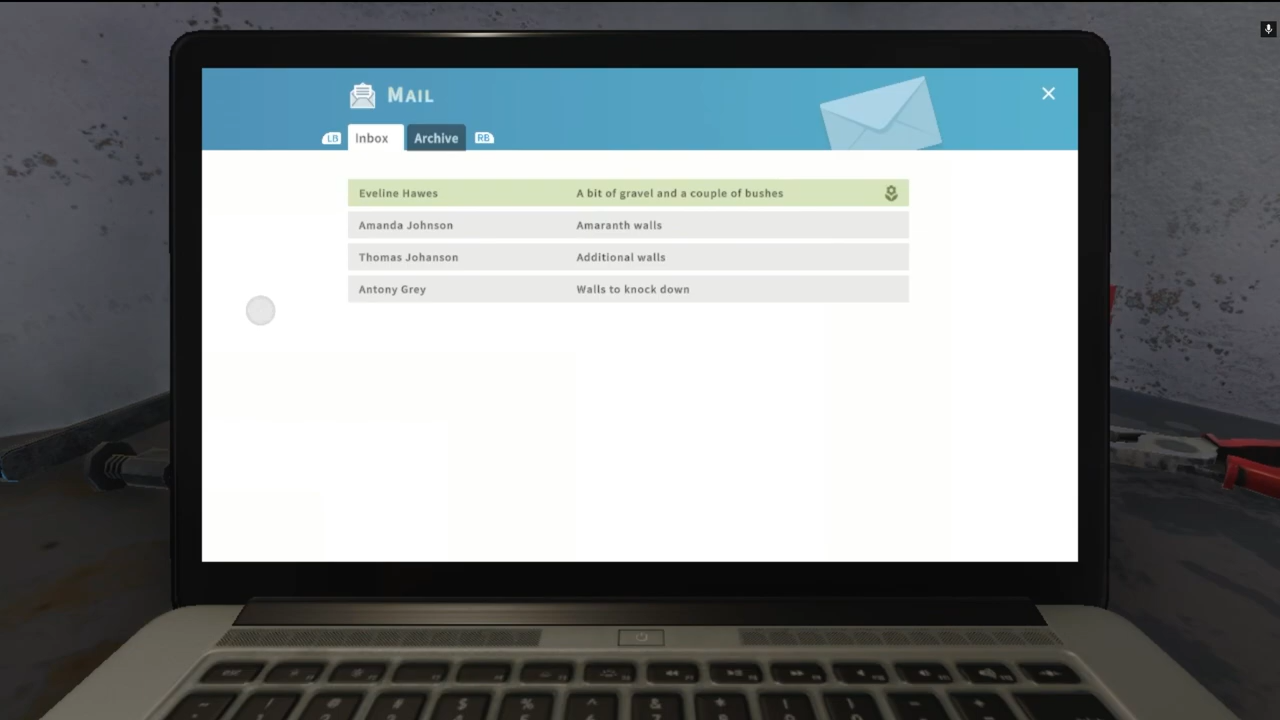 MAIL
LB Inbox Archive RB
Eveline Hawes A bit of gravel and a couple of bushes
Amanda Johnson Amaranth walls
Thomas Johanson Additional walls
Antony Grey Walls to knock down
esc
~ ! @ # $ % ^ & *